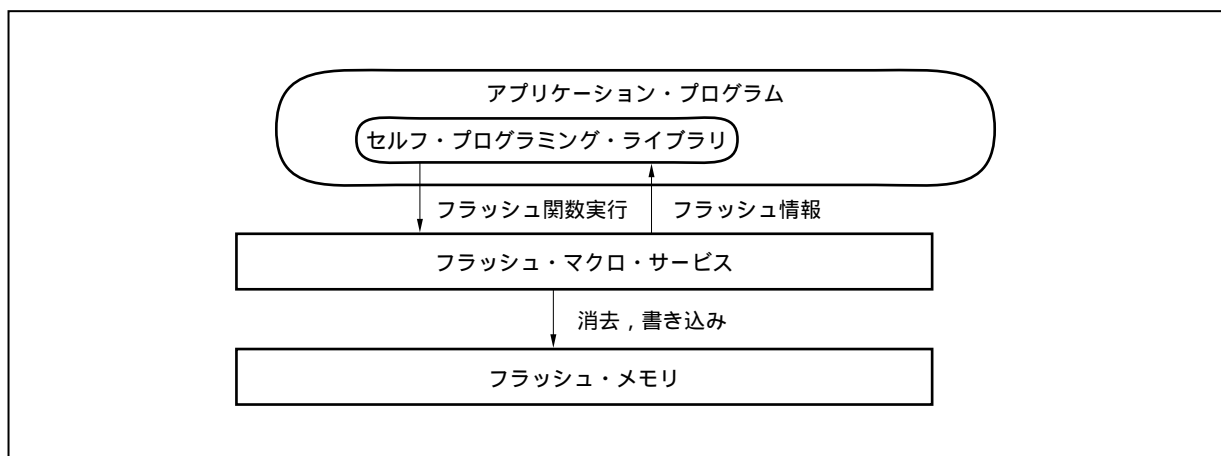 アプリケーション・プログラム
セルフ・プログラミング・ライブラリ
フラッシュ関数実行
フラッシュ情報
フラッシュ・マクロ・サービス
消去，書き込み
フラッシュ・メモリ